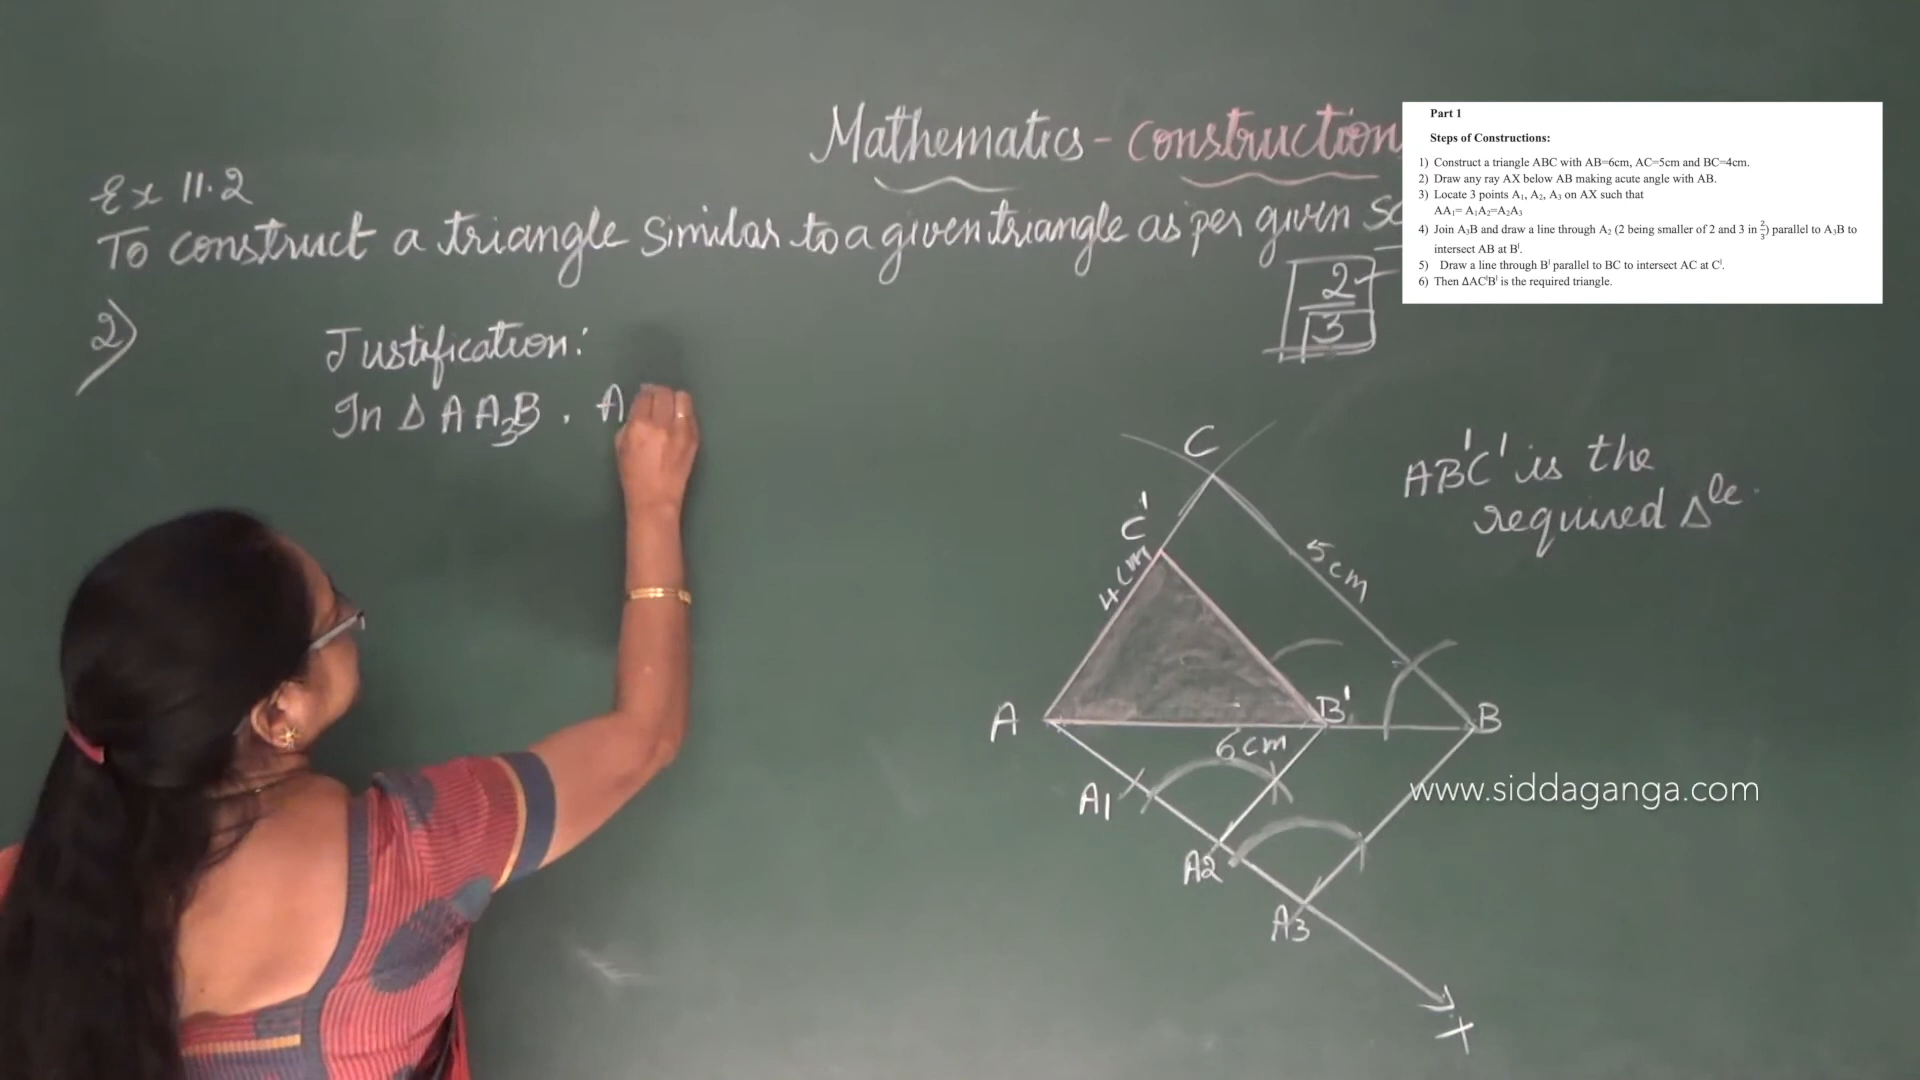 Mathematics - Construction
Ex 11.2
To construct a triangle similar to a given triangle as per given
2)
2
3
Justification:
In Δ AA3B, A
Part 1
Steps of Constructions:
1) Construct a triangle ABC with AB=6cm, AC=5cm and BC=4cm.
2) Draw any ray AX below AB making acute angle with AB.
3) Locate 3 points A₁, A₂, A₃ on AX such that
AA₁= A₁A₂=A₂A₃
4) Join A₃B and draw a line through A₂ (2 being smaller of 2 and 3 in 2/3) parallel to A₃B to
intersect AB at Bˡ.
5) Draw a line through Bˡ parallel to BC to intersect AC at Cˡ.
6) Then ΔACˡBˡ is the required triangle.
AB'C' is the
required Δle.
C
C'
4cm
5cm
A
B'
B
6cm
A1
A2
A3
X
www.siddaganga.com